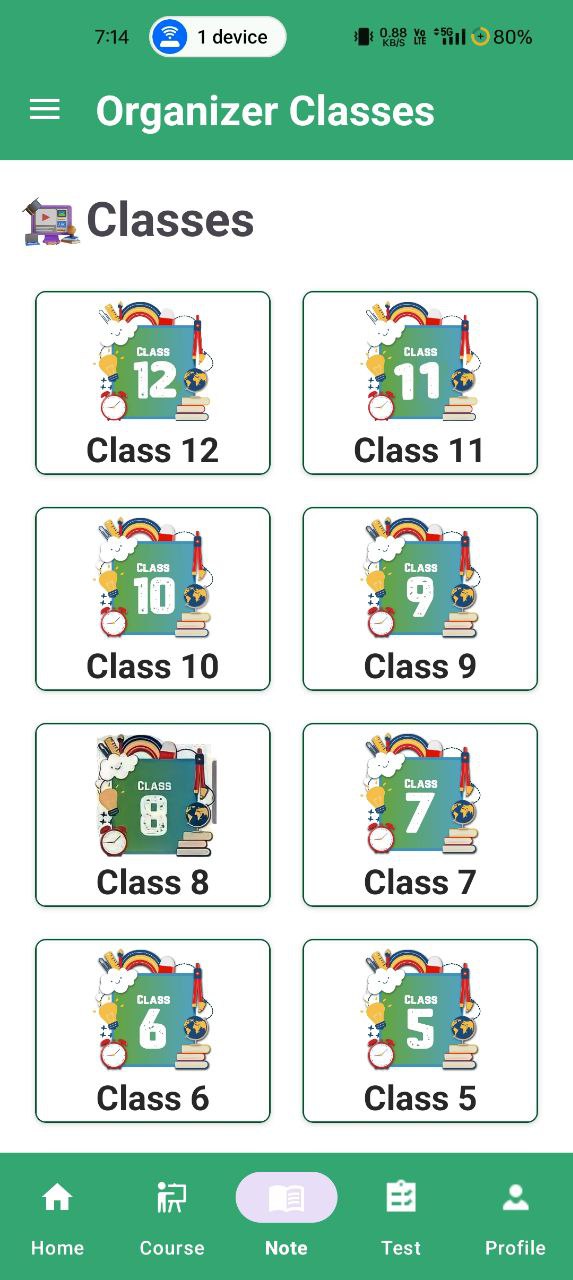 7:14 1 device 0.88 KB/S Vo LTE 5G 80%
Organizer Classes
Classes
CLASS 12
CLASS 11
Class 12
Class 11
CLASS 10
CLASS 9
Class 10
Class 9
CLASS 8
CLASS 7
Class 8
Class 7
CLASS 6
CLASS 5
Class 6
Class 5
Home Course Note Test Profile